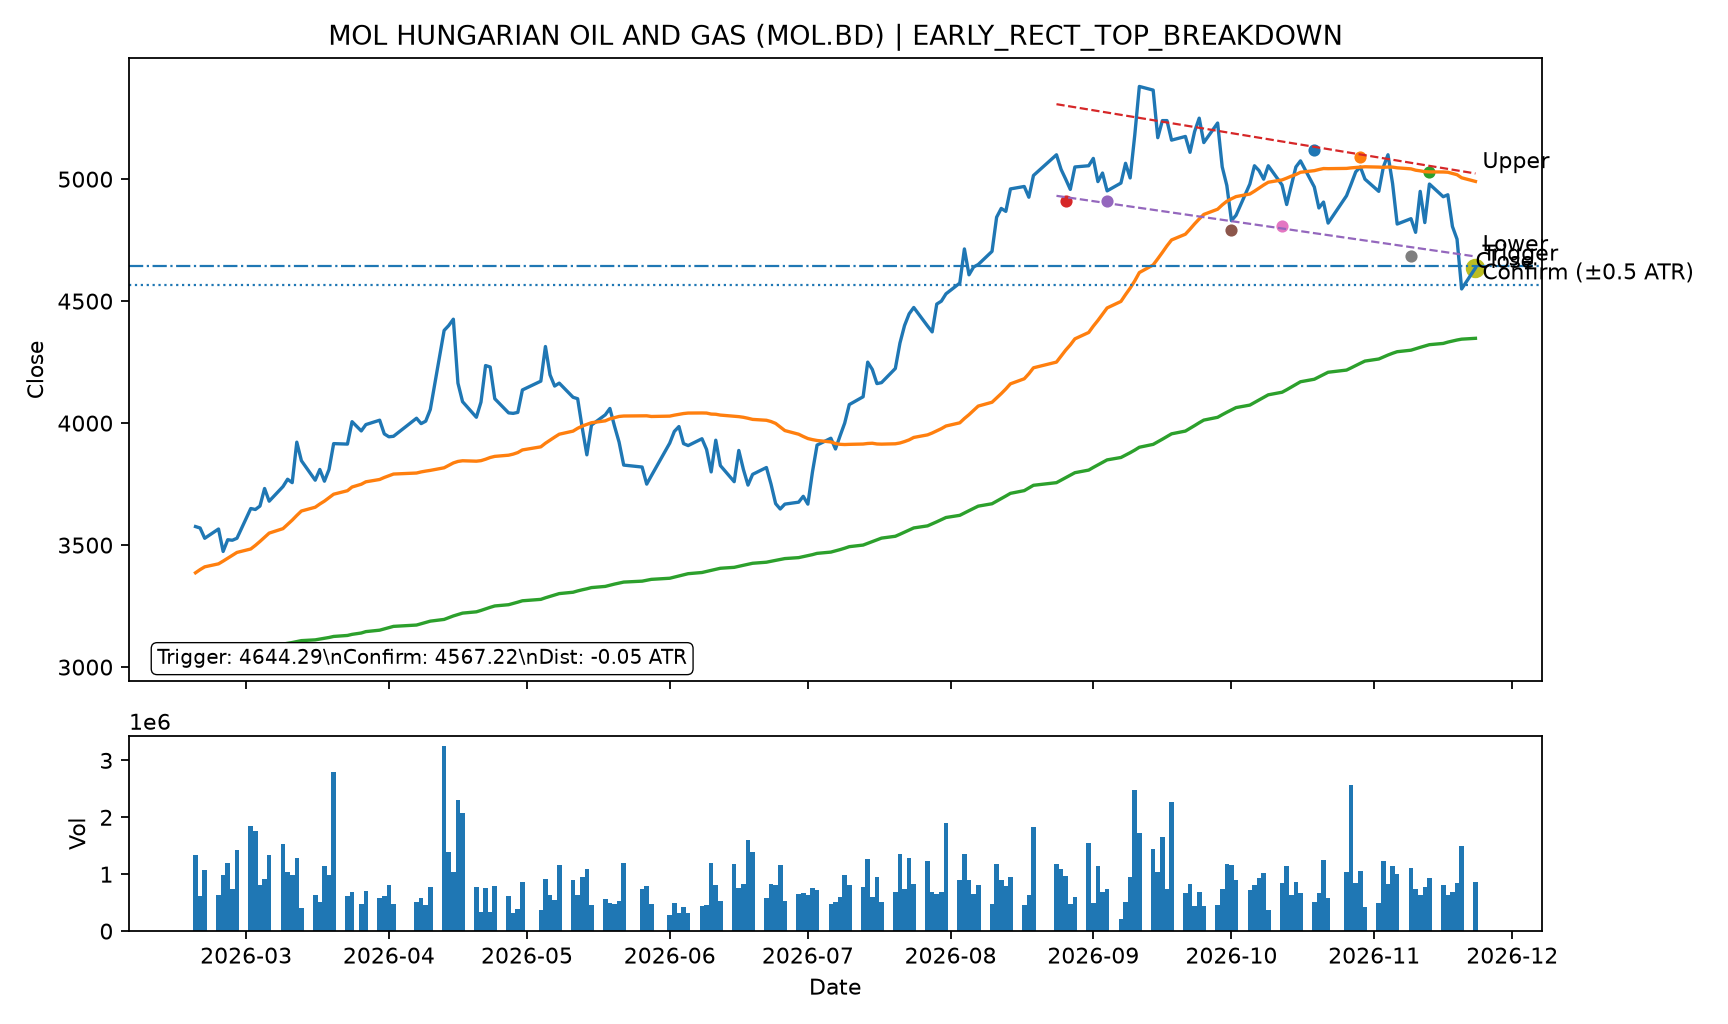 MOL HUNGARIAN OIL AND GAS (MOL.BD) | EARLY_RECT_TOP_BREAKDOWN
Close
5000
4500
4000
3500
3000
Upper
Lower
Trigger
Close
Confirm (±0.5 ATR)
Trigger: 4644.29\nConfirm: 4567.22\nDist: -0.05 ATR
1e6
Vol
3
2
1
0
2026-03 2026-04 2026-05 2026-06 2026-07 2026-08 2026-09 2026-10 2026-11 2026-12
Date